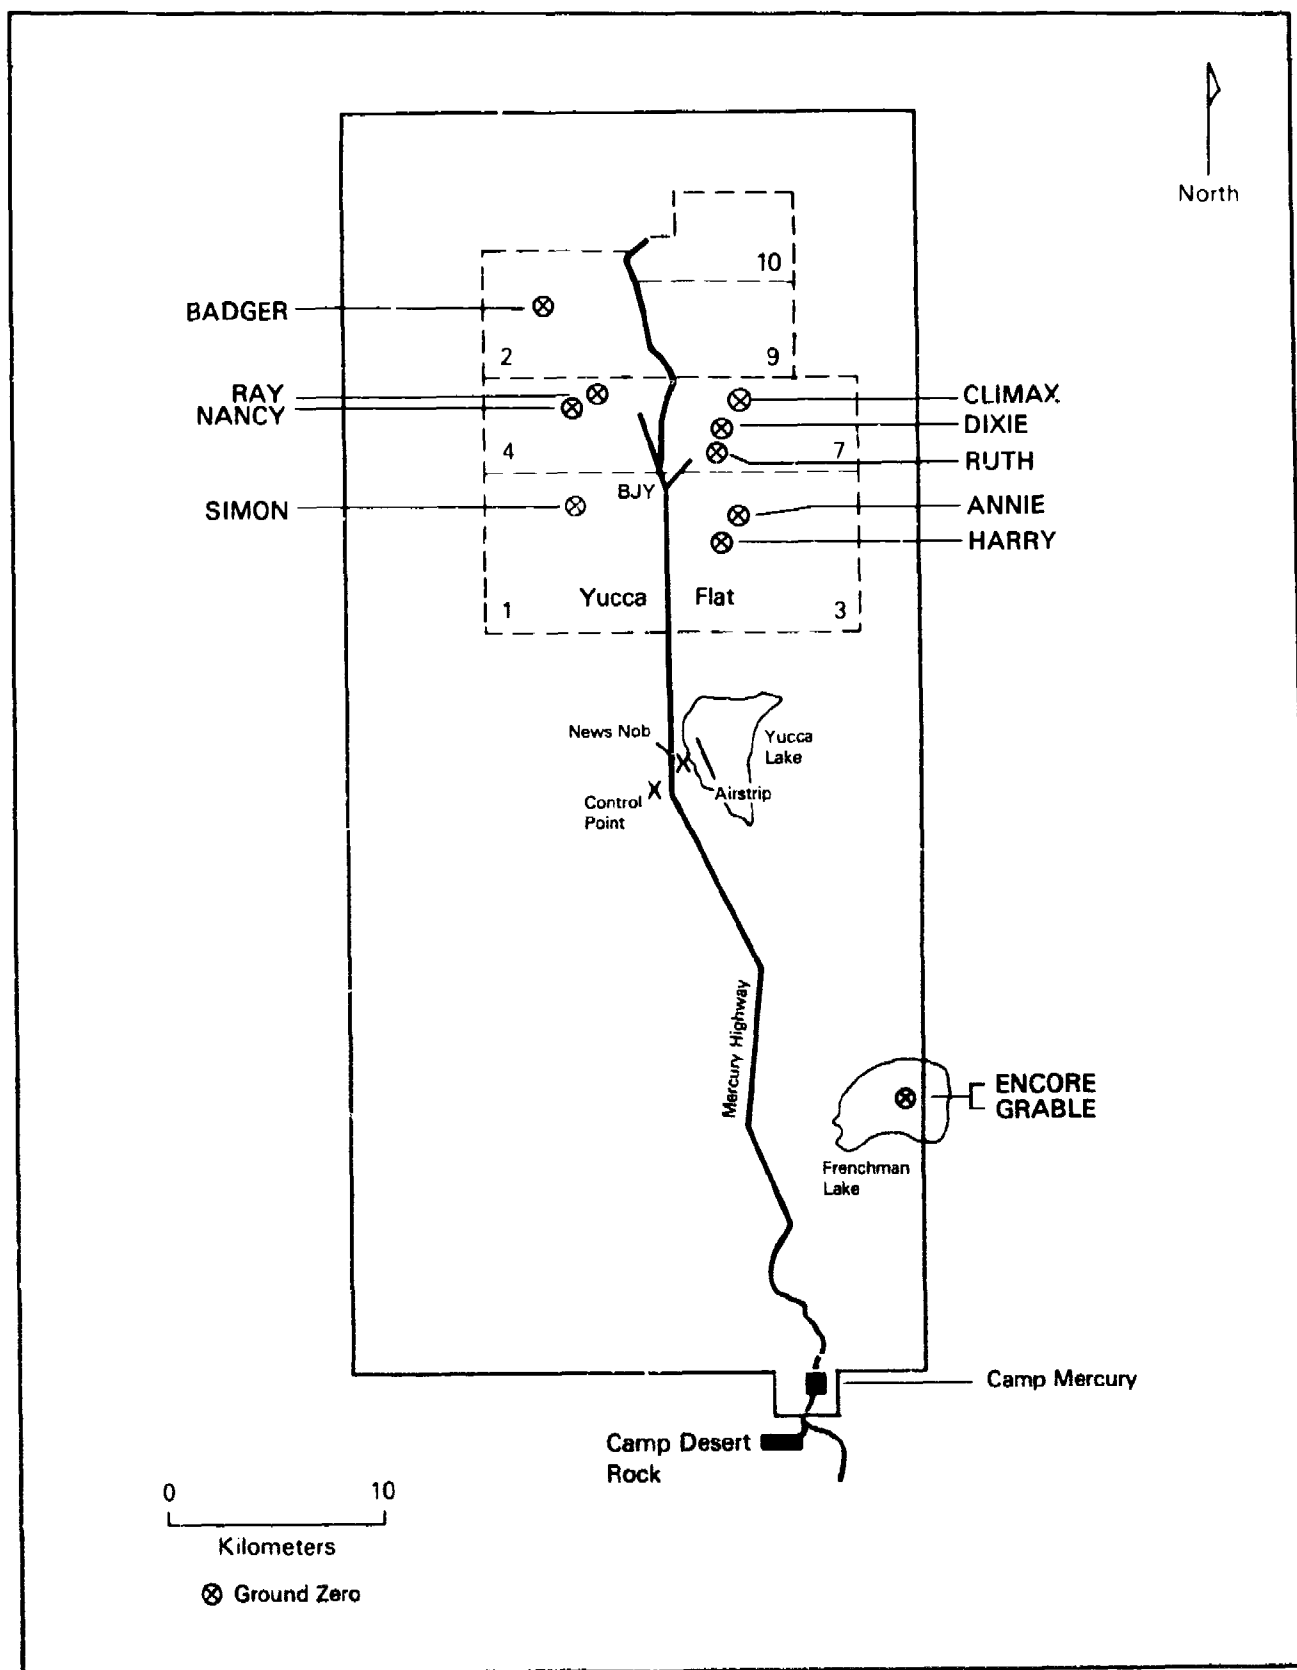 North
10
BADGER
2
9
RAY
NANCY
CLIMAX
DIXIE
4
7
RUTH
BJY
SIMON
ANNIE
HARRY
1
Yucca Flat
3
News Nob
Yucca
Lake
Control
Point
Airstrip
Mercury Highway
ENCORE
GRABLE
Frenchman
Lake
Camp Mercury
Camp Desert
Rock
0 10
Kilometers
Ground Zero